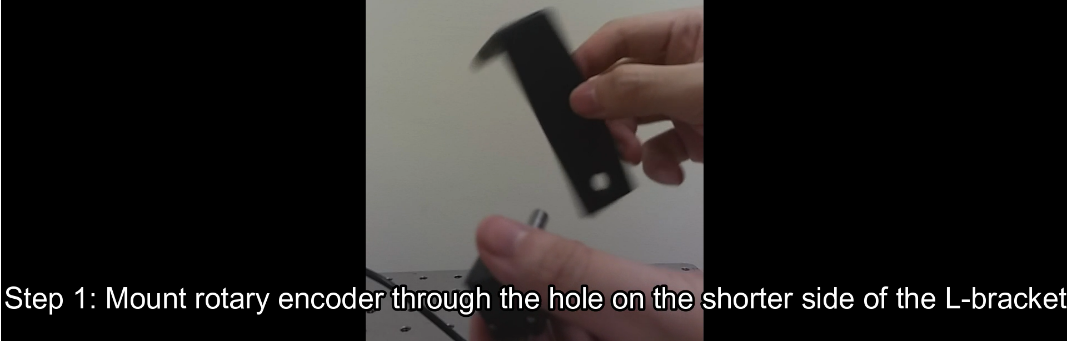 Step 1: Mount rotary encoder through the hole on the shorter side of the L-bracket